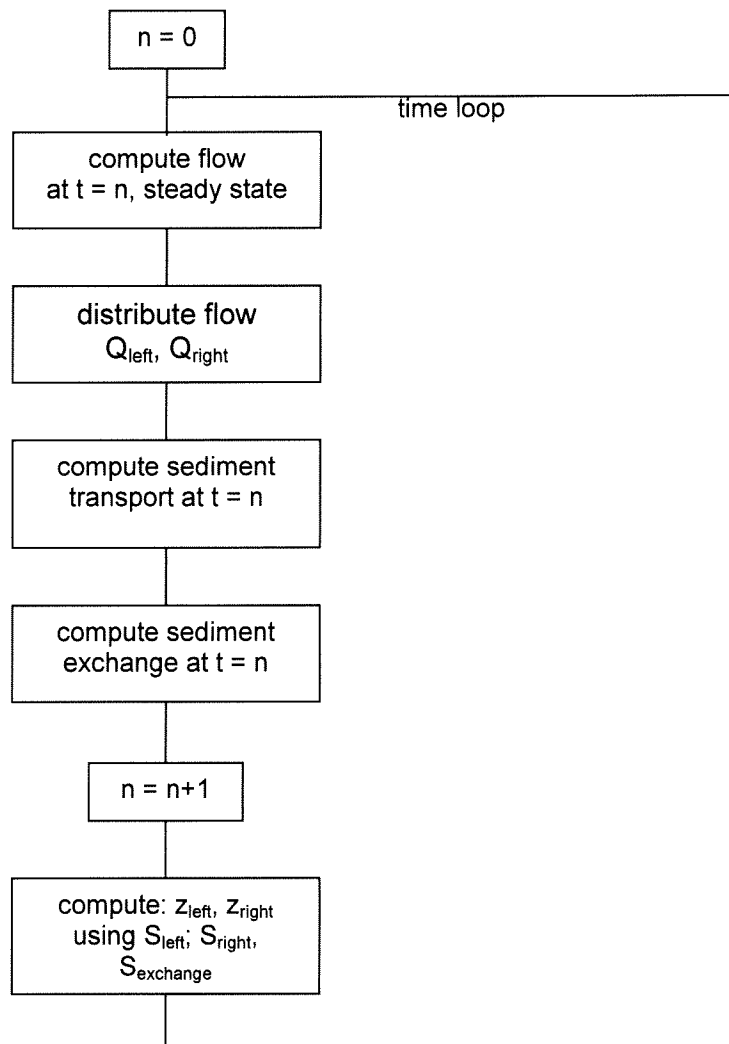 n = 0
time loop
compute flow
at t = n, steady state
distribute flow
Qleft, Qright
compute sediment
transport at t = n
compute sediment
exchange at t = n
n = n+1
compute: zleft, zright
using Sleft; Sright,
Sexchange